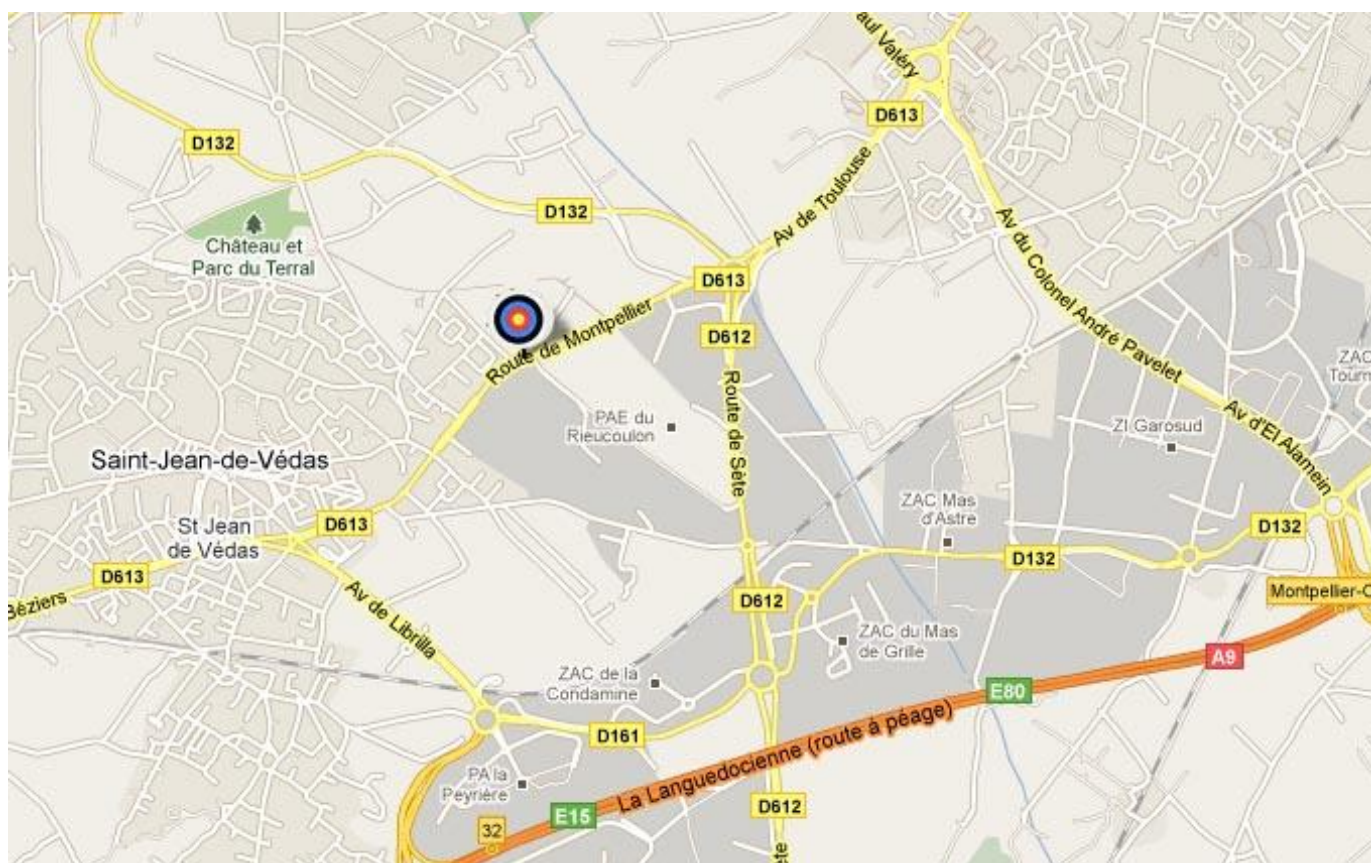 aul Valéry
D613
D132
Av de Toulouse
D132
Château et
Parc du Terral
D613
Av du Colonel André Pavelet
D612
Route de Montpellier
ZAC
Route de Sète
PAE du
Rieucoulon
ZI Garosud
Av d'El Alamein
Saint-Jean-de-Védas
ZAC Mas
d'Astre
St Jean
de Védas
D613
D132
D132
D613
Béziers
Av de Librilla
D612
Montpellier-O
ZAC du Mas
de Grille
A9
ZAC de la
Condamine
E80
D161
La Languedocienne (route à péage)
PA la
Peyrière
D612
E15
32